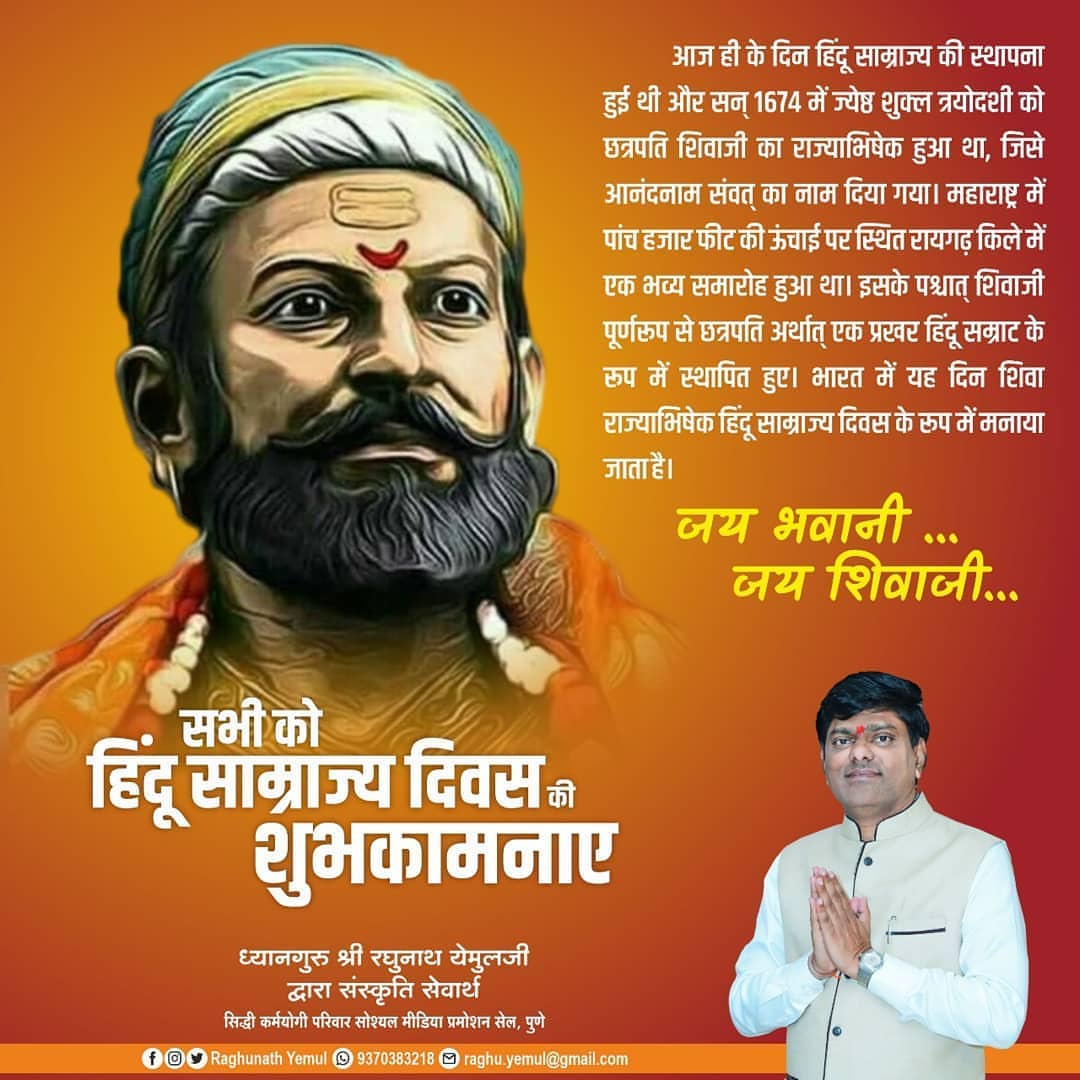 आज ही के दिन हिंदू साम्राज्य की स्थापना
हुई थी और सन् 1674 में ज्येष्ठ शुक्ल त्रयोदशी को
छत्रपति शिवाजी का राज्याभिषेक हुआ था, जिसे
आनंदनाम संवत् का नाम दिया गया। महाराष्ट्र में
पांच हजार फीट की ऊंचाई पर स्थित रायगढ़ किले में
एक भव्य समारोह हुआ था। इसके पश्चात् शिवाजी
पूर्णरूप से छत्रपति अर्थात् एक प्रखर हिंदू सम्राट के
रूप में स्थापित हुए। भारत में यह दिन शिवा
राज्याभिषेक हिंदू साम्राज्य दिवस के रूप में मनाया
जाता है।
जय भवानी ...
जय शिवाजी...
सभी को
हिंदू साम्राज्य दिवस की
शुभकामनाए
ध्यानगुरु श्री रघुनाथ येमुलजी
द्वारा संस्कृति सेवार्थ
सिद्धी कर्मयोगी परिवार सोश्यल मीडिया प्रमोशन सेल, पुणे
Raghunath Yemul 9370383218 raghu.yemul@gmail.com